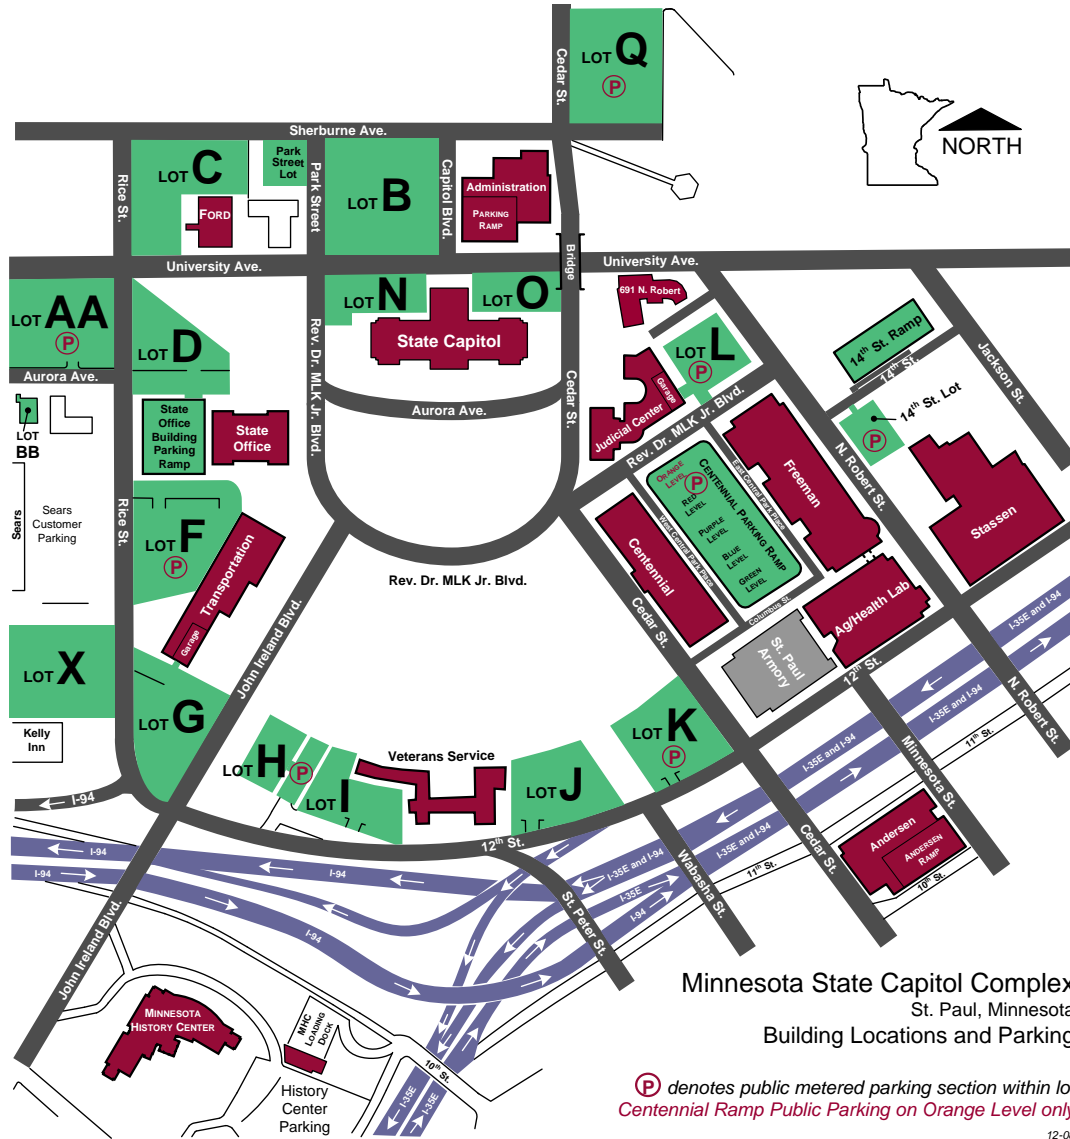 Cedar St.
LOT Q
P
Sherburne Ave.
NORTH
Rice St.
LOT C
Park
Street
Lot
Park Street
LOT B
Capitol Blvd.
Administration
PARKING
RAMP
FORD
Bridge
University Ave.
University Ave.
LOT AA
P
LOT N
LOT O
691 N. Robert
State Capitol
LOT D
LOT L
P
14th St. Ramp
14th St.
Jackson St.
Aurora Ave.
Rev. Dr. MLK Jr. Blvd.
Aurora Ave.
Cedar St.
Judicial Center
Garage
Rev. Dr. MLK Jr. Blvd.
14th St. Lot
P
LOT
BB
State
Office
Building
Parking
Ramp
State
Office
N. Robert St.
ORANGE
LEVEL
P
RED
LEVEL
PURPLE
LEVEL
BLUE
LEVEL
GREEN
LEVEL
CENTENNIAL PARKING RAMP
East Central Park Place
West Central Park Place
Freeman
Stassen
Sears
Sears
Customer
Parking
Rice St.
LOT F
P
Transportation
Garage
Rev. Dr. MLK Jr. Blvd.
Centennial
Columbus St.
Cedar St.
Ag/Health Lab
St. Paul
Armory
12th St.
I-35E and I-94
I-35E and I-94
N. Robert St.
John Ireland Blvd.
LOT X
LOT G
Kelly
Inn
LOT H
P
LOT I
Veterans Service
LOT J
LOT K
P
11th St.
Minnesota St.
I-94
12th St.
I-35E and I-94
I-35E and I-94
Andersen
ANDERSEN
RAMP
10th St.
I-94
I-94
I-94
I-94
I-35E and I-94
I-35E
I-94
11th St.
Cedar St.
Wabasha St.
St. Peter St.
John Ireland Blvd.
MINNESOTA
HISTORY CENTER
MHC
LOADING
DOCK
10th St.
I-35E
I-35E
History
Center
Parking
Minnesota State Capitol Complex
St. Paul, Minnesota
Building Locations and Parking
P denotes public metered parking section within lo
Centennial Ramp Public Parking on Orange Level only
12-0